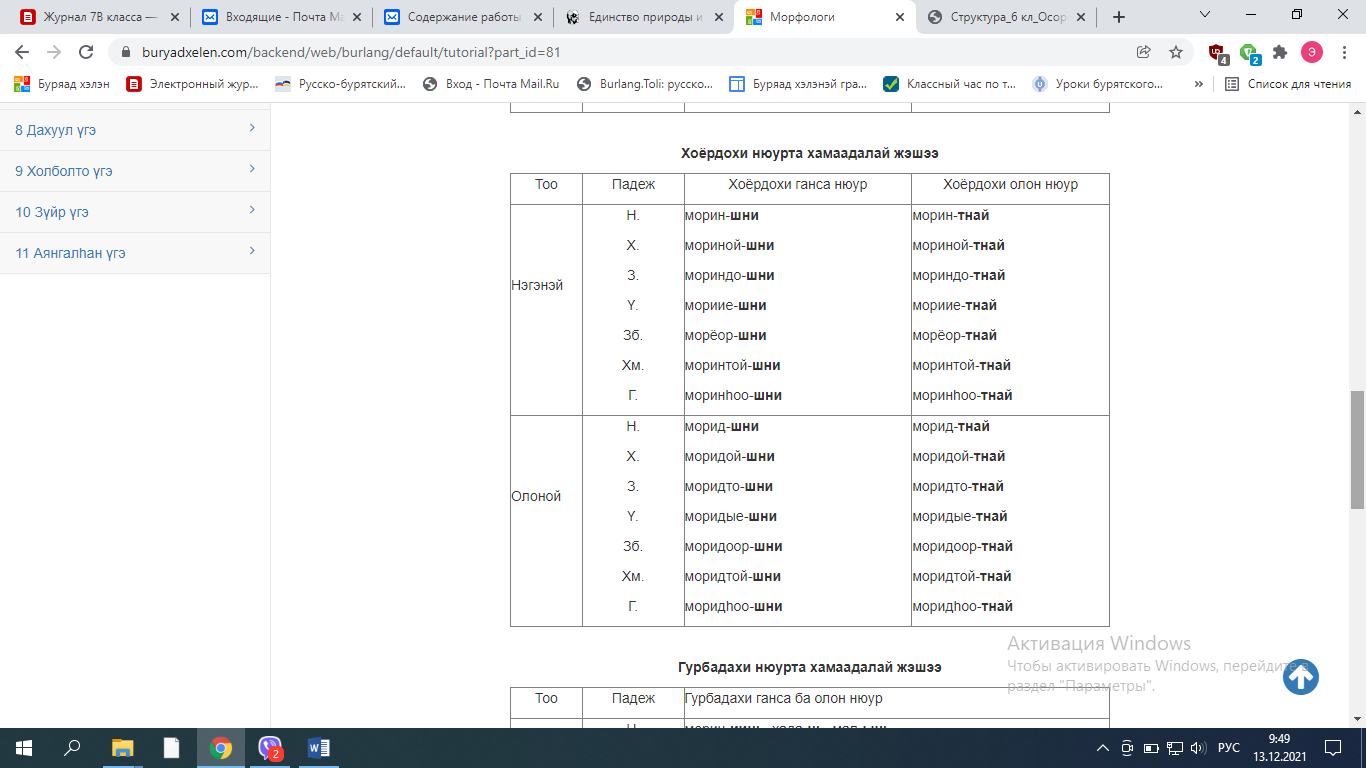 Журнал 7В класса —
Входящие - Почта Ма
Содержание работы
Единство природы и
Морфологи
Структура_6 кл_Осор
buryadxelen.com/backend/web/burlang/default/tutorial?part_id=81
Буряад хэлэн
Электронный жур...
Русско-бурятский...
Вход - Почта Mail.Ru
Burlang.Toli: русско...
Буряад хэлэнэй гра...
Классный час по т...
Уроки бурятского...
»
Список для чтения
8 Дахуул үгэ
9 Холболто үгэ
10 Зүйр үгэ
11 Аянгалһан үгэ
Хоёрдохи нюурта хамаадалай жэшээ
Тоо Падеж Хоёрдохи ганса нюур Хоёрдохи олон нюур
Нэгэнэй
Н. морин-шни морин-тнай
Х. мориной-шни мориной-тнай
З. мориндо-шни мориндо-тнай
Ү. мориие-шни мориие-тнай
Зб. морёор-шни морёор-тнай
Хм. моринтой-шни моринтой-тнай
Г. моринһоо-шни моринһоо-тнай
Олоной
Н. морид-шни морид-тнай
Х. моридой-шни моридой-тнай
З. моридто-шни моридто-тнай
Ү. моридые-шни моридые-тнай
Зб. моридоор-шни моридоор-тнай
Хм. моридтой-шни моридтой-тнай
Г. моридһоо-шни моридһоо-тнай
Гурбадахи нюурта хамаадалай жэшээ
Тоо Падеж Гурбадахи ганса ба олон нюур
Активация Windows
Чтобы активировать Windows, перейдите в
раздел "Параметры".
Э
4
2
2
РУС
9:49
13.12.2021